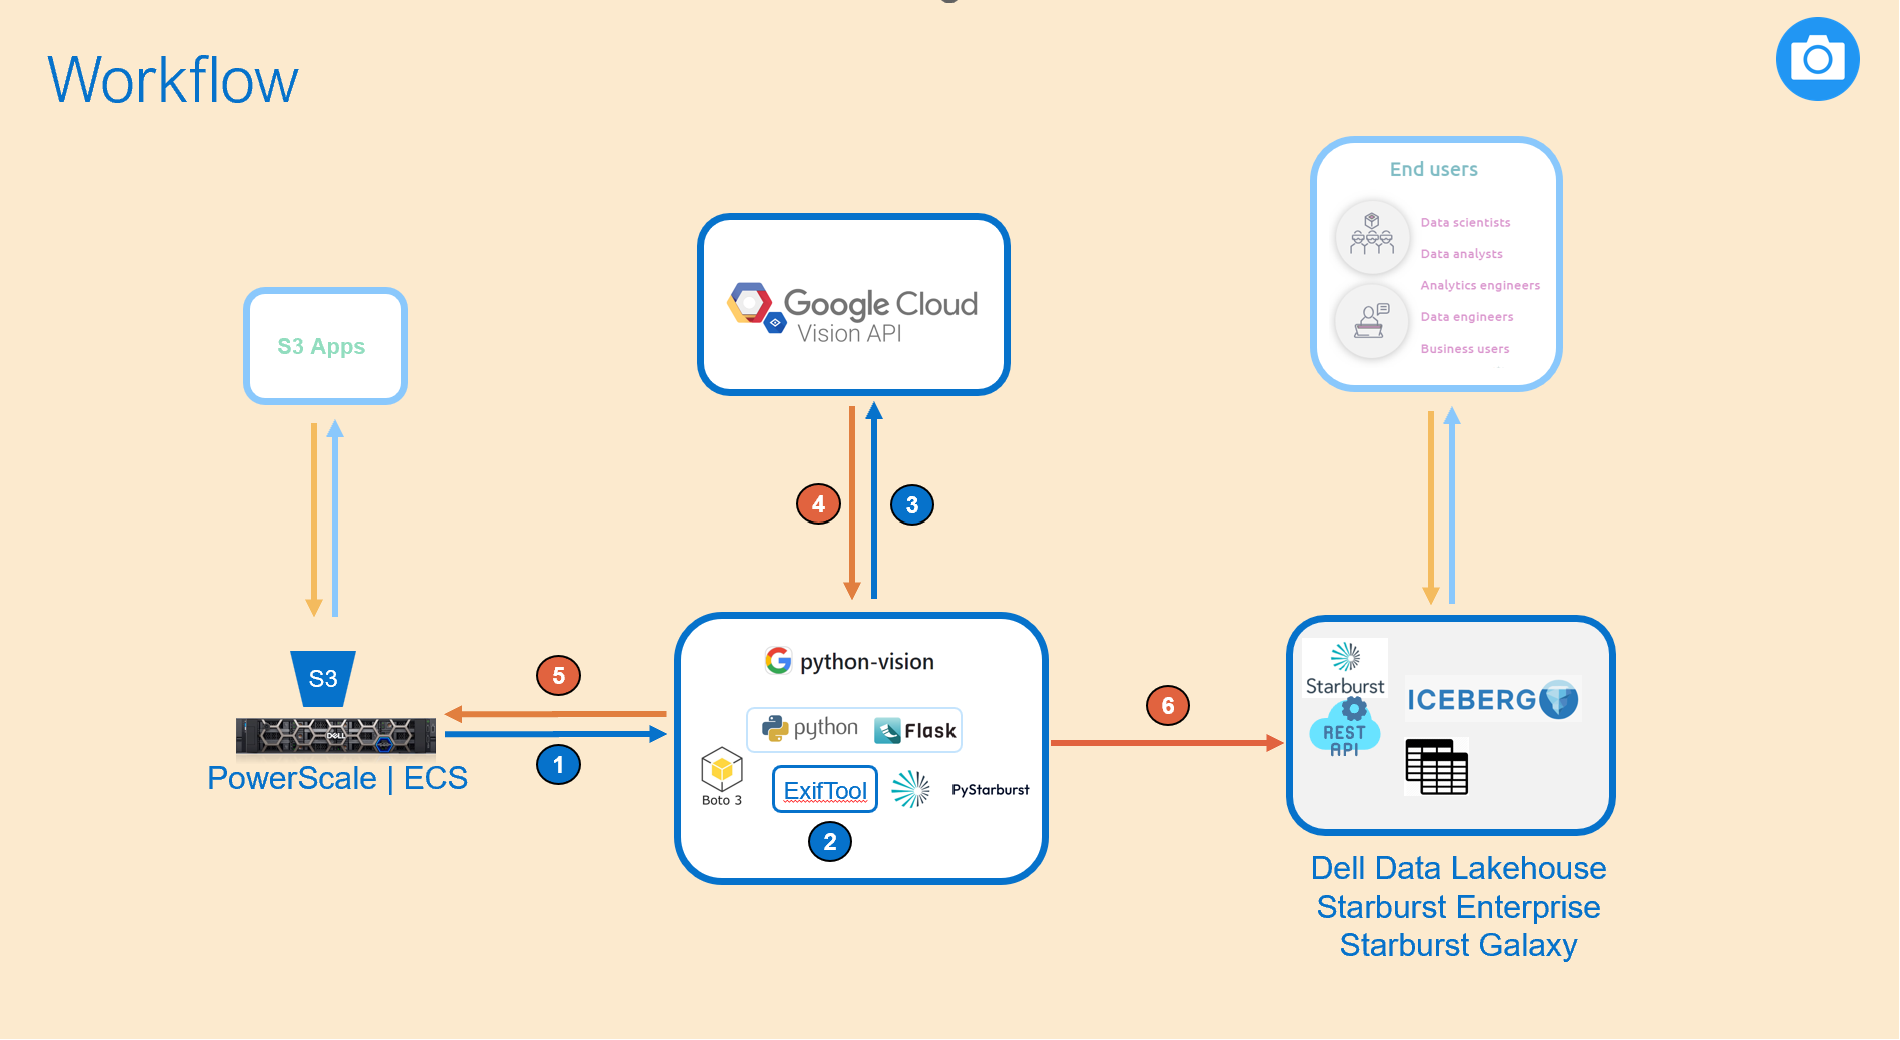 Workflow
End users
Data scientists
Data analysts
Analytics engineers
Data engineers
Business users
Google Cloud
Vision API
S3 Apps
4
3
S3
DELL
PowerScale | ECS
5
1
python-vision
python
Flask
Boto 3
ExifTool
PyStarburst
2
6
Starburst
REST
API
ICEBERG
Dell Data Lakehouse
Starburst Enterprise
Starburst Galaxy